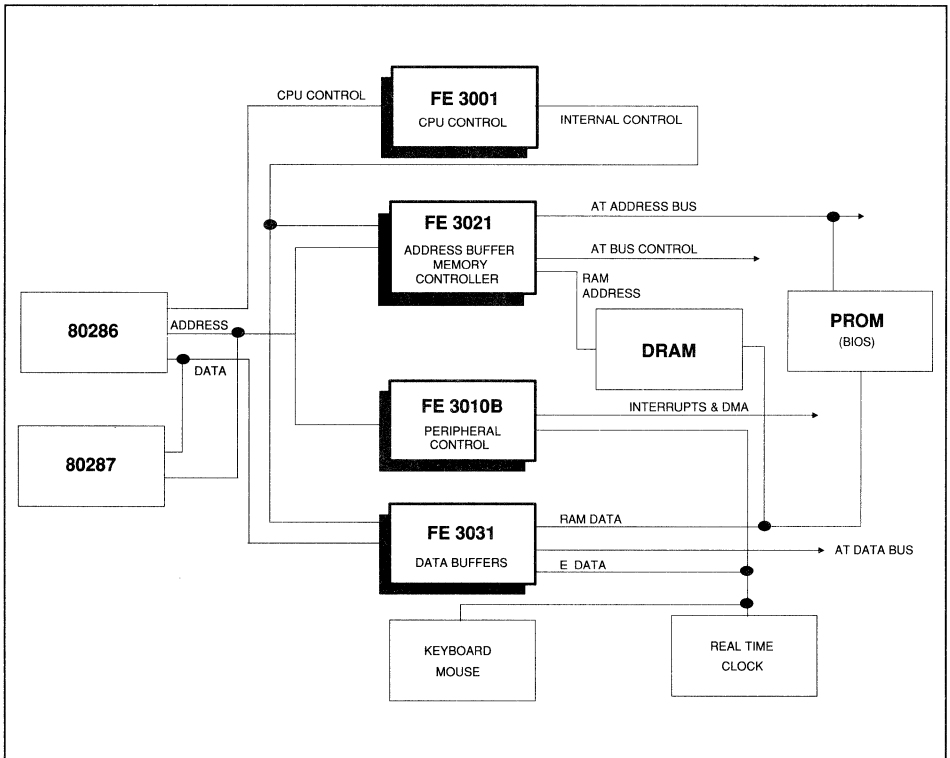 CPU CONTROL
FE 3001
CPU CONTROL
INTERNAL CONTROL
FE 3021
ADDRESS BUFFER
MEMORY
CONTROLLER
AT ADDRESS BUS
AT BUS CONTROL
RAM
ADDRESS
80286
ADDRESS
DATA
DRAM
PROM
(BIOS)
80287
FE 3010B
PERIPHERAL
CONTROL
INTERRUPTS & DMA
FE 3031
DATA BUFFERS
RAM DATA
AT DATA BUS
E DATA
KEYBOARD
MOUSE
REAL TIME
CLOCK